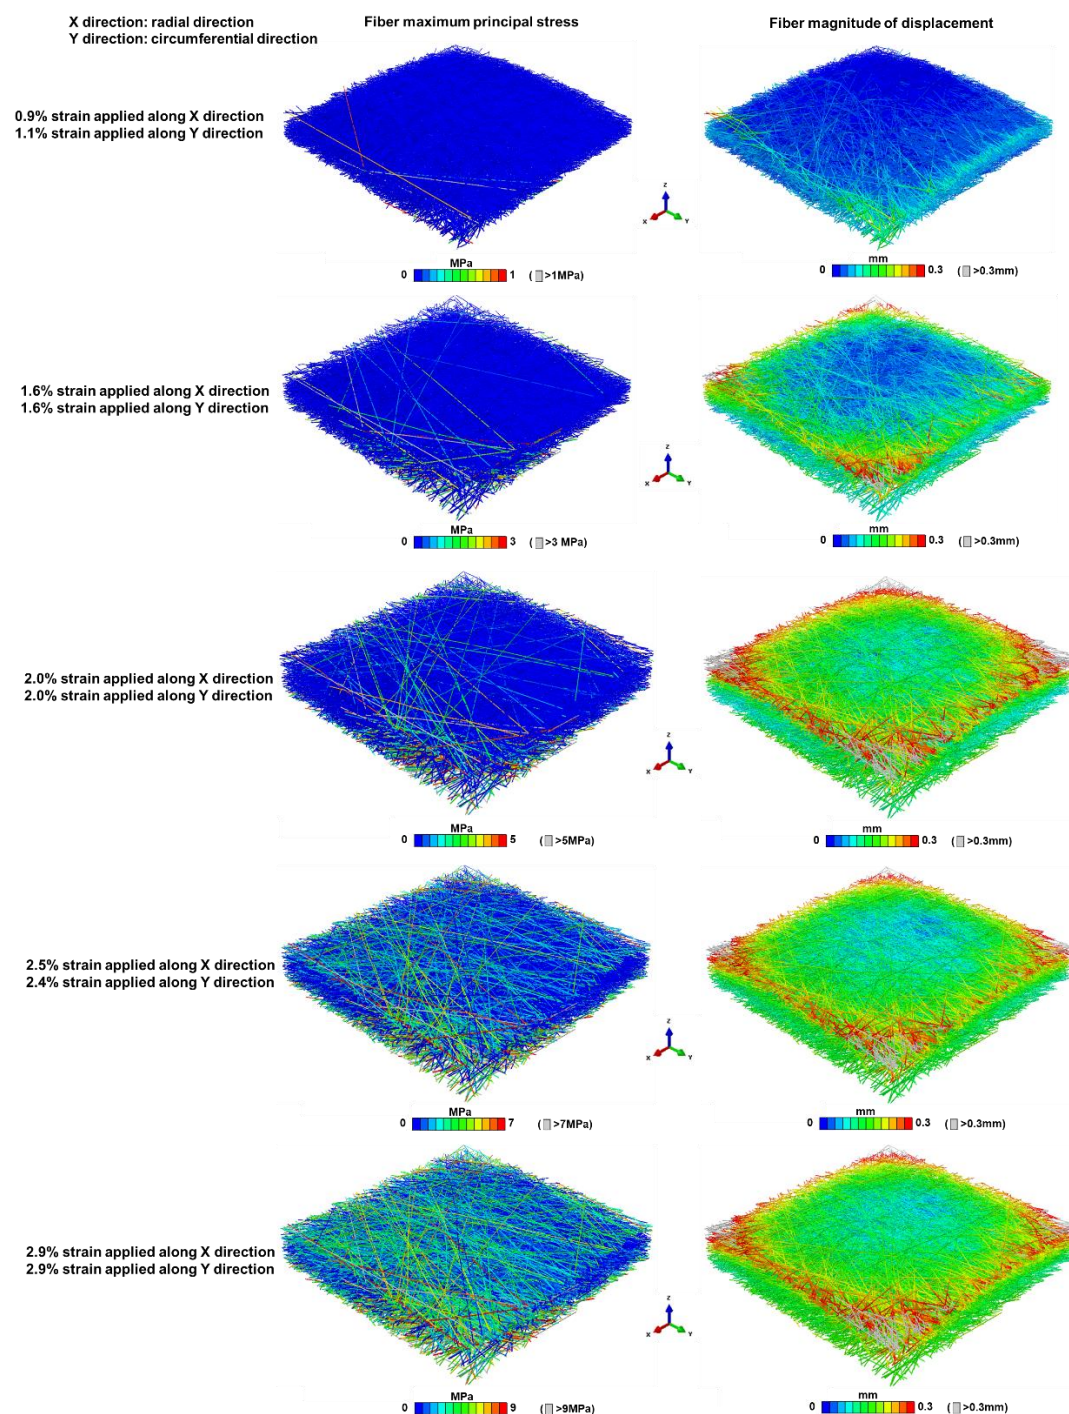 X direction: radial direction
Y direction: circumferential direction
Fiber maximum principal stress
Fiber magnitude of displacement
0.9% strain applied along X direction
1.1% strain applied along Y direction
Z
X Y
MPa
0 1 ( >1MPa)
mm
0 0.3 ( >0.3mm)
1.6% strain applied along X direction
1.6% strain applied along Y direction
Z
X Y
MPa
0 3 ( >3 MPa)
mm
0 0.3 ( >0.3mm)
2.0% strain applied along X direction
2.0% strain applied along Y direction
Z
X Y
MPa
0 5 ( >5MPa)
mm
0 0.3 ( >0.3mm)
2.5% strain applied along X direction
2.4% strain applied along Y direction
Z
X Y
MPa
0 7 ( >7MPa)
mm
0 0.3 ( >0.3mm)
2.9% strain applied along X direction
2.9% strain applied along Y direction
Z
X Y
MPa
0 9 ( >9MPa)
mm
0 0.3 ( >0.3mm)